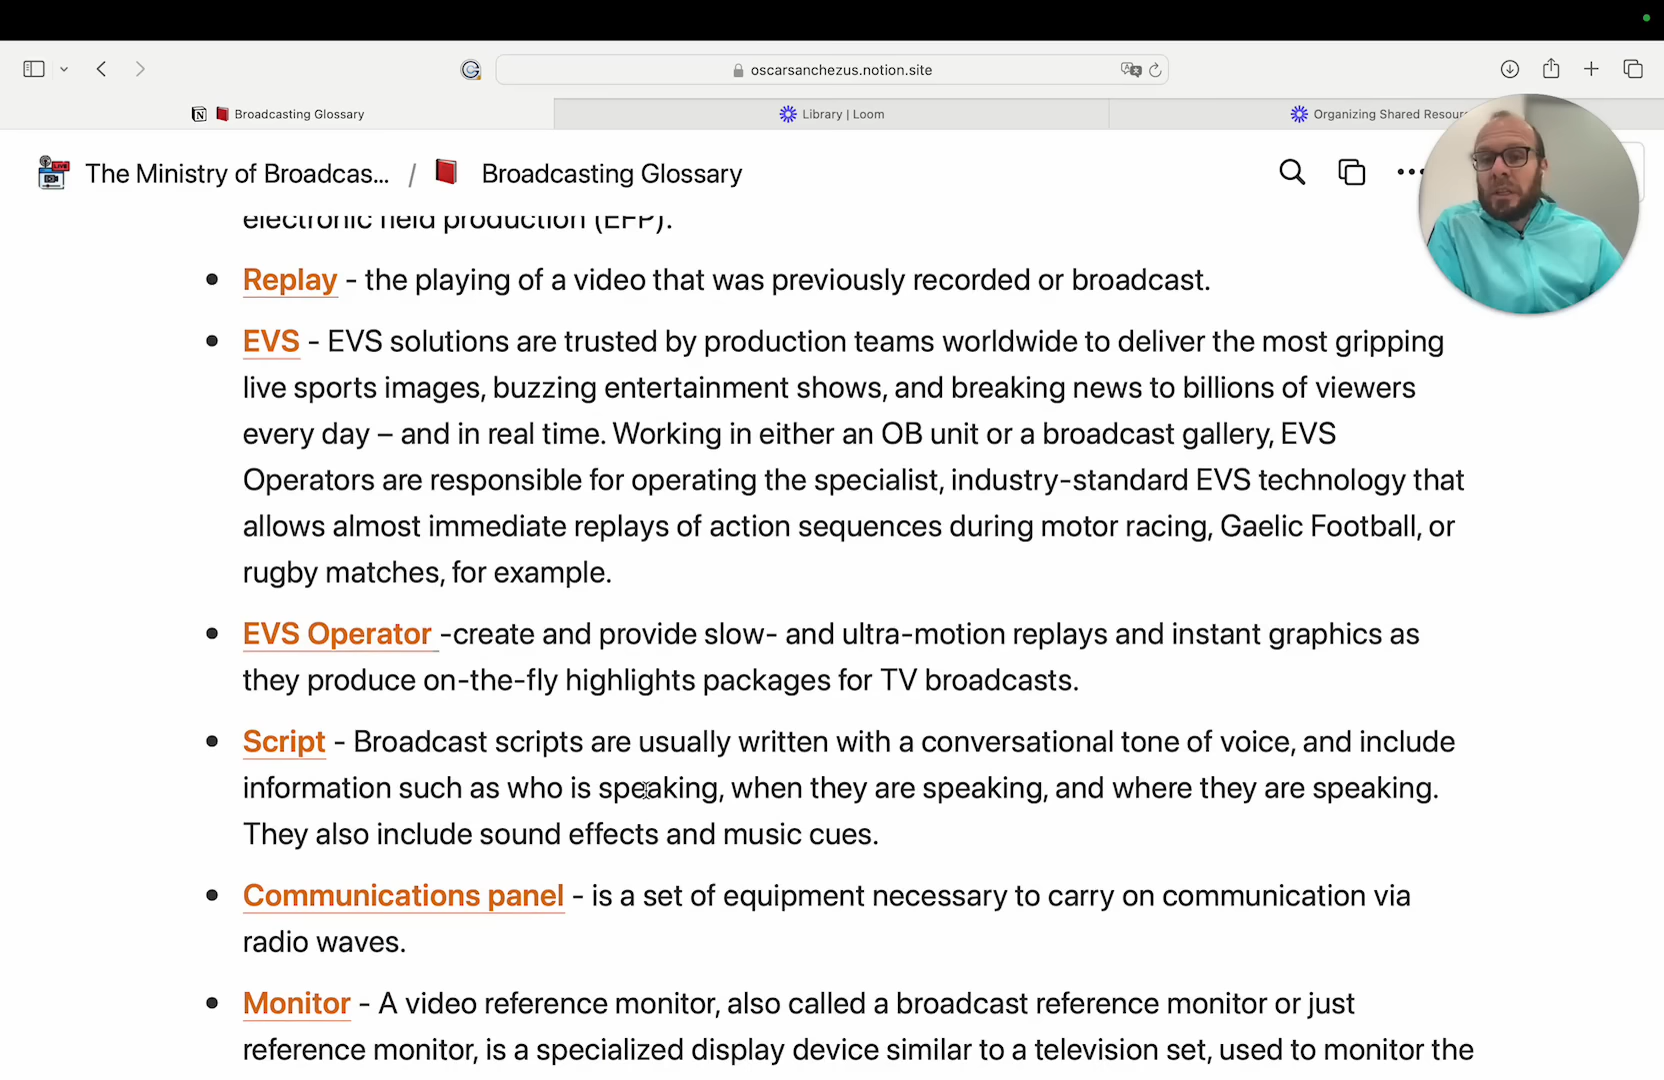 oscarsanchezus.notion.site
Broadcasting Glossary
Library | Loom
Organizing Shared Resour
The Ministry of Broadcas... / Broadcasting Glossary
electronic field production (EFP).
Replay - the playing of a video that was previously recorded or broadcast.
EVS - EVS solutions are trusted by production teams worldwide to deliver the most gripping
live sports images, buzzing entertainment shows, and breaking news to billions of viewers
every day – and in real time. Working in either an OB unit or a broadcast gallery, EVS
Operators are responsible for operating the specialist, industry-standard EVS technology that
allows almost immediate replays of action sequences during motor racing, Gaelic Football, or
rugby matches, for example.
EVS Operator -create and provide slow- and ultra-motion replays and instant graphics as
they produce on-the-fly highlights packages for TV broadcasts.
Script - Broadcast scripts are usually written with a conversational tone of voice, and include
information such as who is speaking, when they are speaking, and where they are speaking.
They also include sound effects and music cues.
Communications panel - is a set of equipment necessary to carry on communication via
radio waves.
Monitor - A video reference monitor, also called a broadcast reference monitor or just
reference monitor, is a specialized display device similar to a television set, used to monitor the